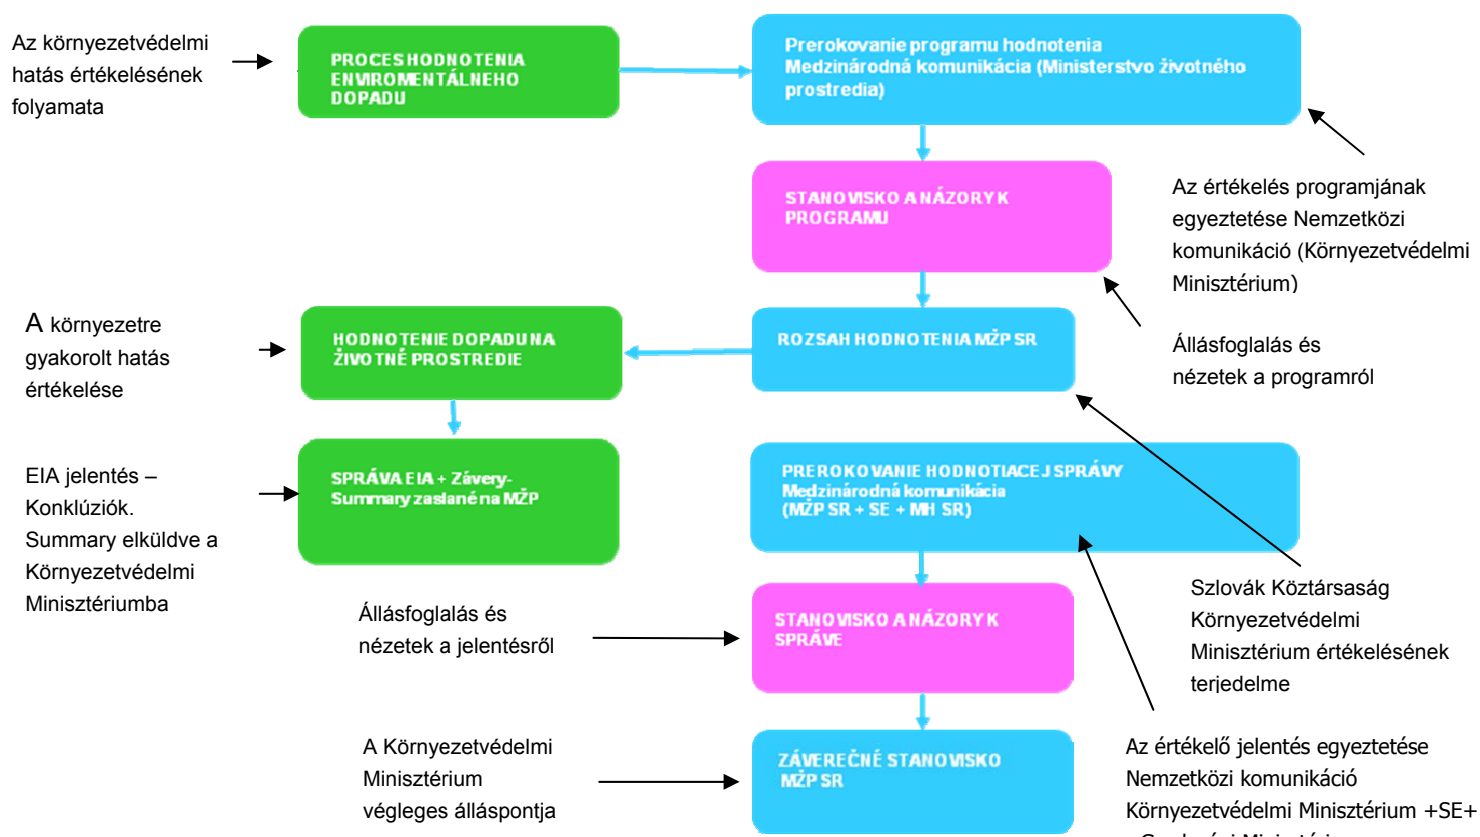 Az környezetvédelmi
hatás értékelésének
folyamata
PROCES HODNOTENIA
ENVIROMENTÁLNEHO
DOPADU
Prerokovanie programu hodnotenia
Medzinárodná komunikácia (Ministerstvo životného
prostredia)
STANOVISKO A NÁZORY K
PROGRAMU
Az értékelés programjának
egyeztetése Nemzetközi
komunikáció (Környezetvédelmi
Minisztérium)
A környezetre
gyakorolt hatás
értékelése
HODNOTENIE DOPADU NA
ŽIVOTNÉ PROSTREDIE
ROZSAH HODNOTENIA MŽP SR
Állásfoglalás és
nézetek a programról
EIA jelentés –
Konklúziók.
Summary elküldve a
Környezetvédelmi
Minisztériumba
SPRÁVA EIA + Závery-
Summary zaslané na MŽP
PREROKOVANIE HODNOTIACEJ SPRÁVY
Medzinárodná komunikácia
(MŽP SR + SE + MH SR)
Szlovák Köztársaság
Környezetvédelmi
Minisztérium értékelésének
terjedelme
Állásfoglalás és
nézetek a jelentésről
STANOVISKO A NÁZORY K
SPRÁVE
A Környezetvédelmi
Minisztérium
végleges álláspontja
ZÁVEREČNÉ STANOVISKO
MŽP SR
Az értékelő jelentés egyeztetése
Nemzetközi komunikáció
Környezetvédelmi Minisztérium +SE+